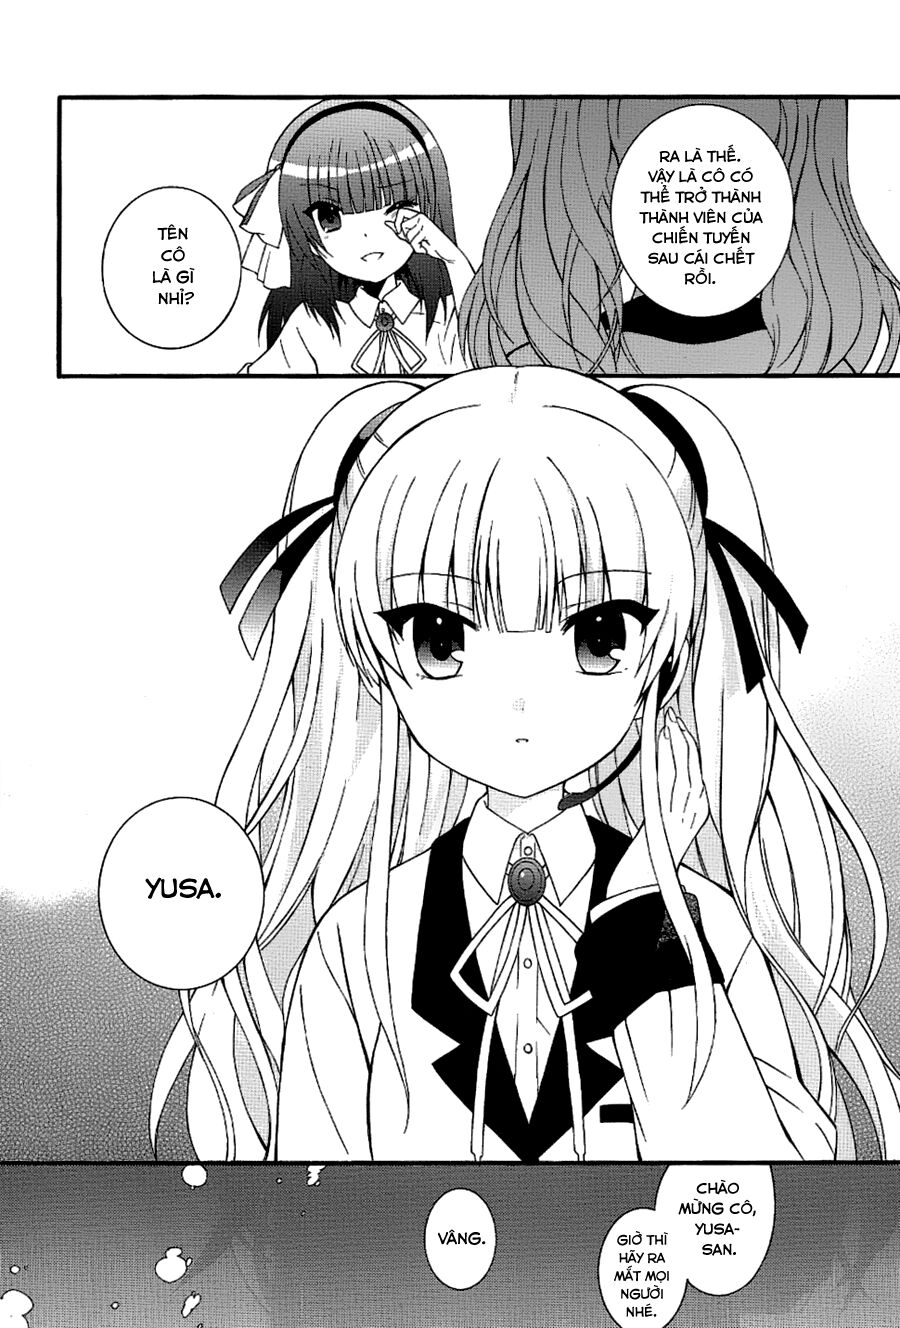 RA LÀ THẾ.
VẬY LÀ CÔ CÓ
THỂ TRỞ THÀNH
THÀNH VIÊN CỦA
CHIẾN TUYẾN
SAU CÁI CHẾT
RỒI.
TÊN
CÔ
LÀ GÌ
NHỈ?
YUSA.
CHÀO
MỪNG CÔ,
YUSA-
SAN.
GIỜ THÌ
HÃY RA
MẮT MỌI
NGƯỜI
NHÉ.
VÂNG.